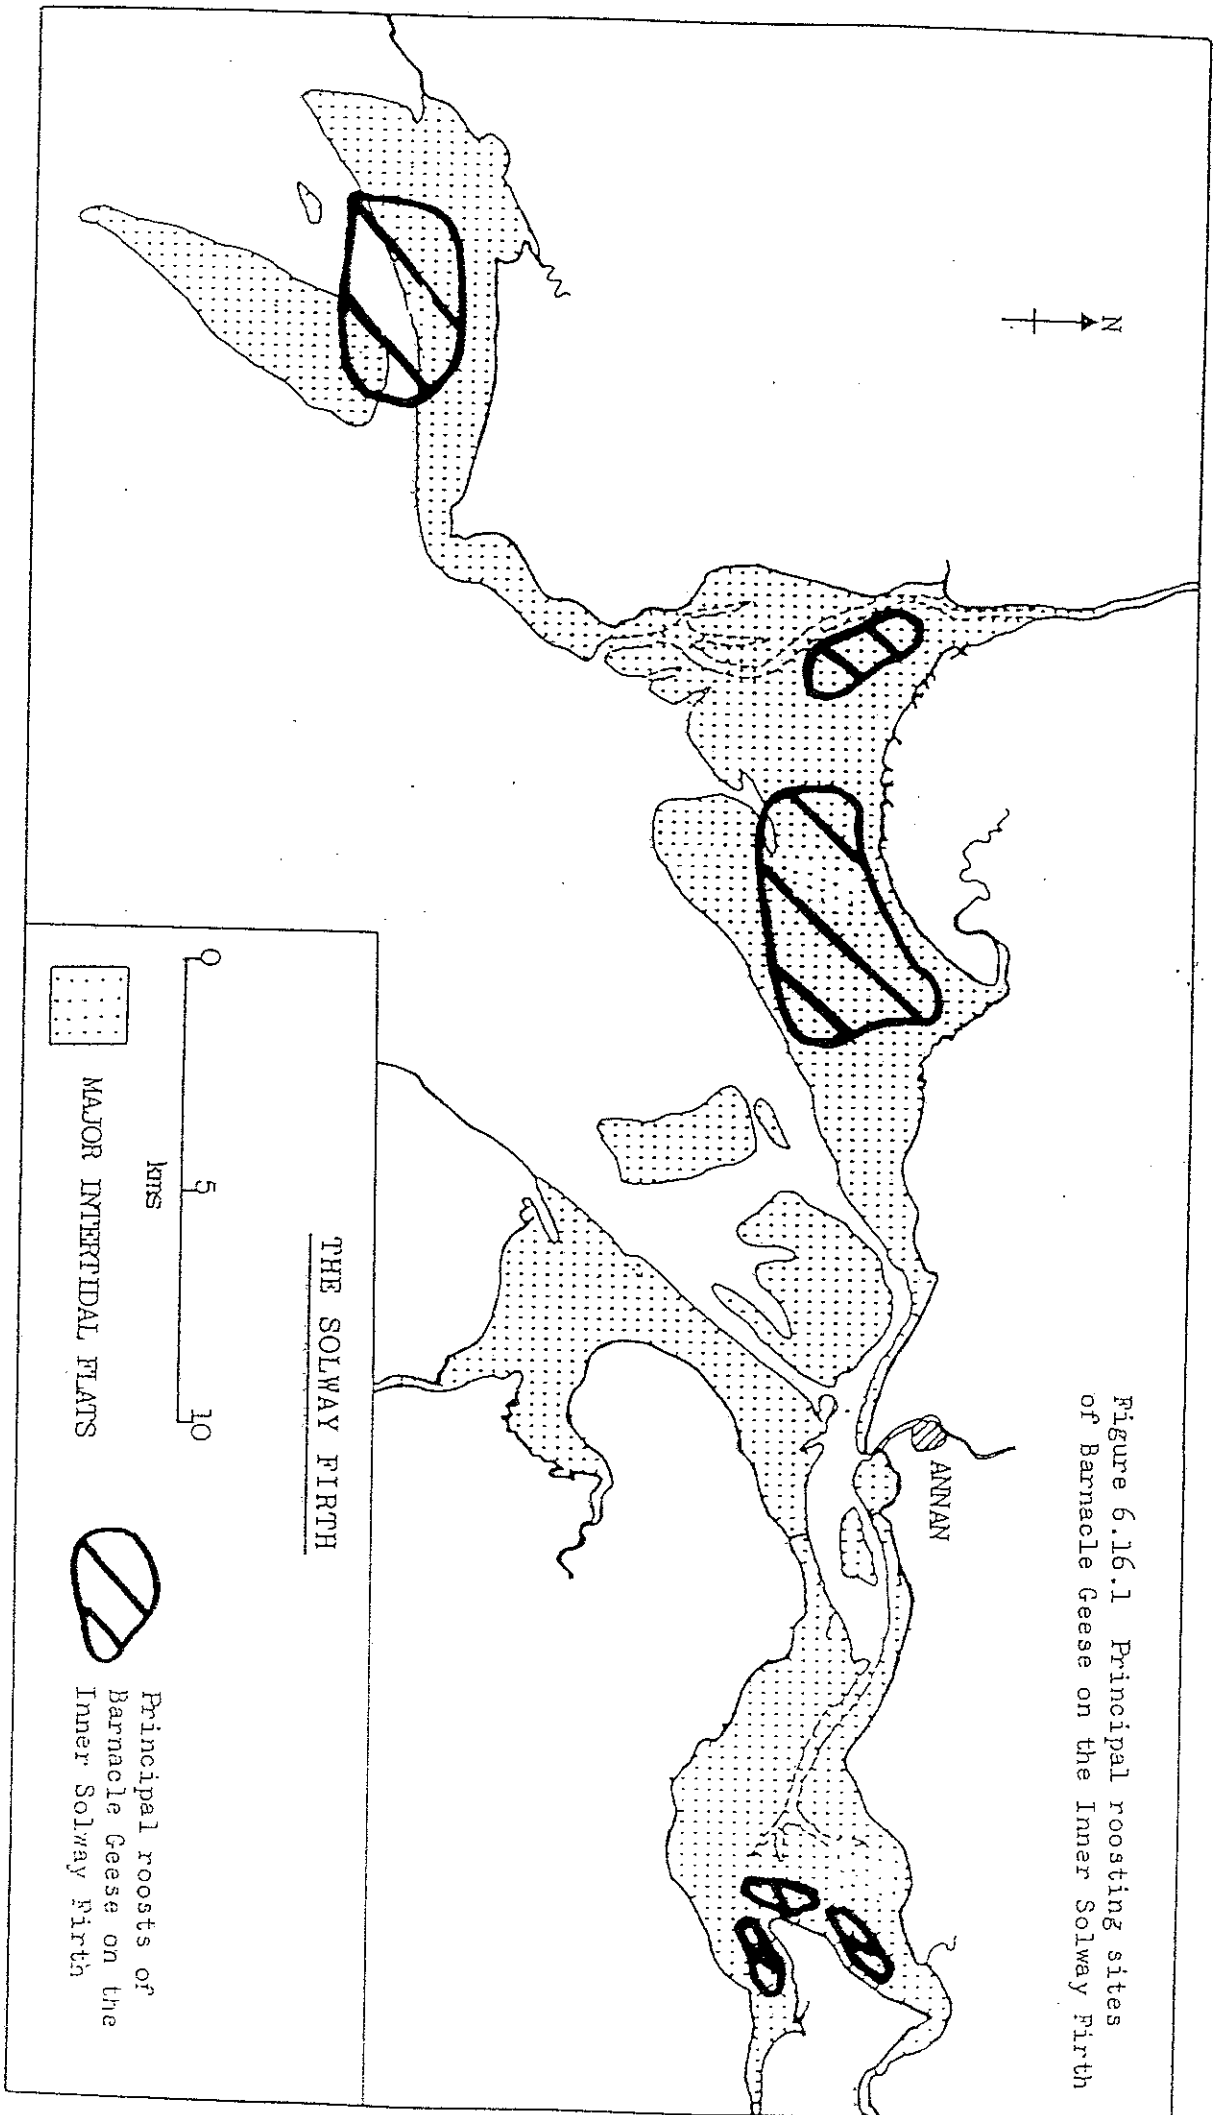 Figure 6.16.1 Principal roosting sites
of Barnacle Geese on the Inner Solway Firth
N
ANNAN
THE SOLWAY FIRTH
0 5 10
kms
MAJOR INTERTIDAL FLATS
Principal roosts of
Barnacle Geese on the
Inner Solway Firth